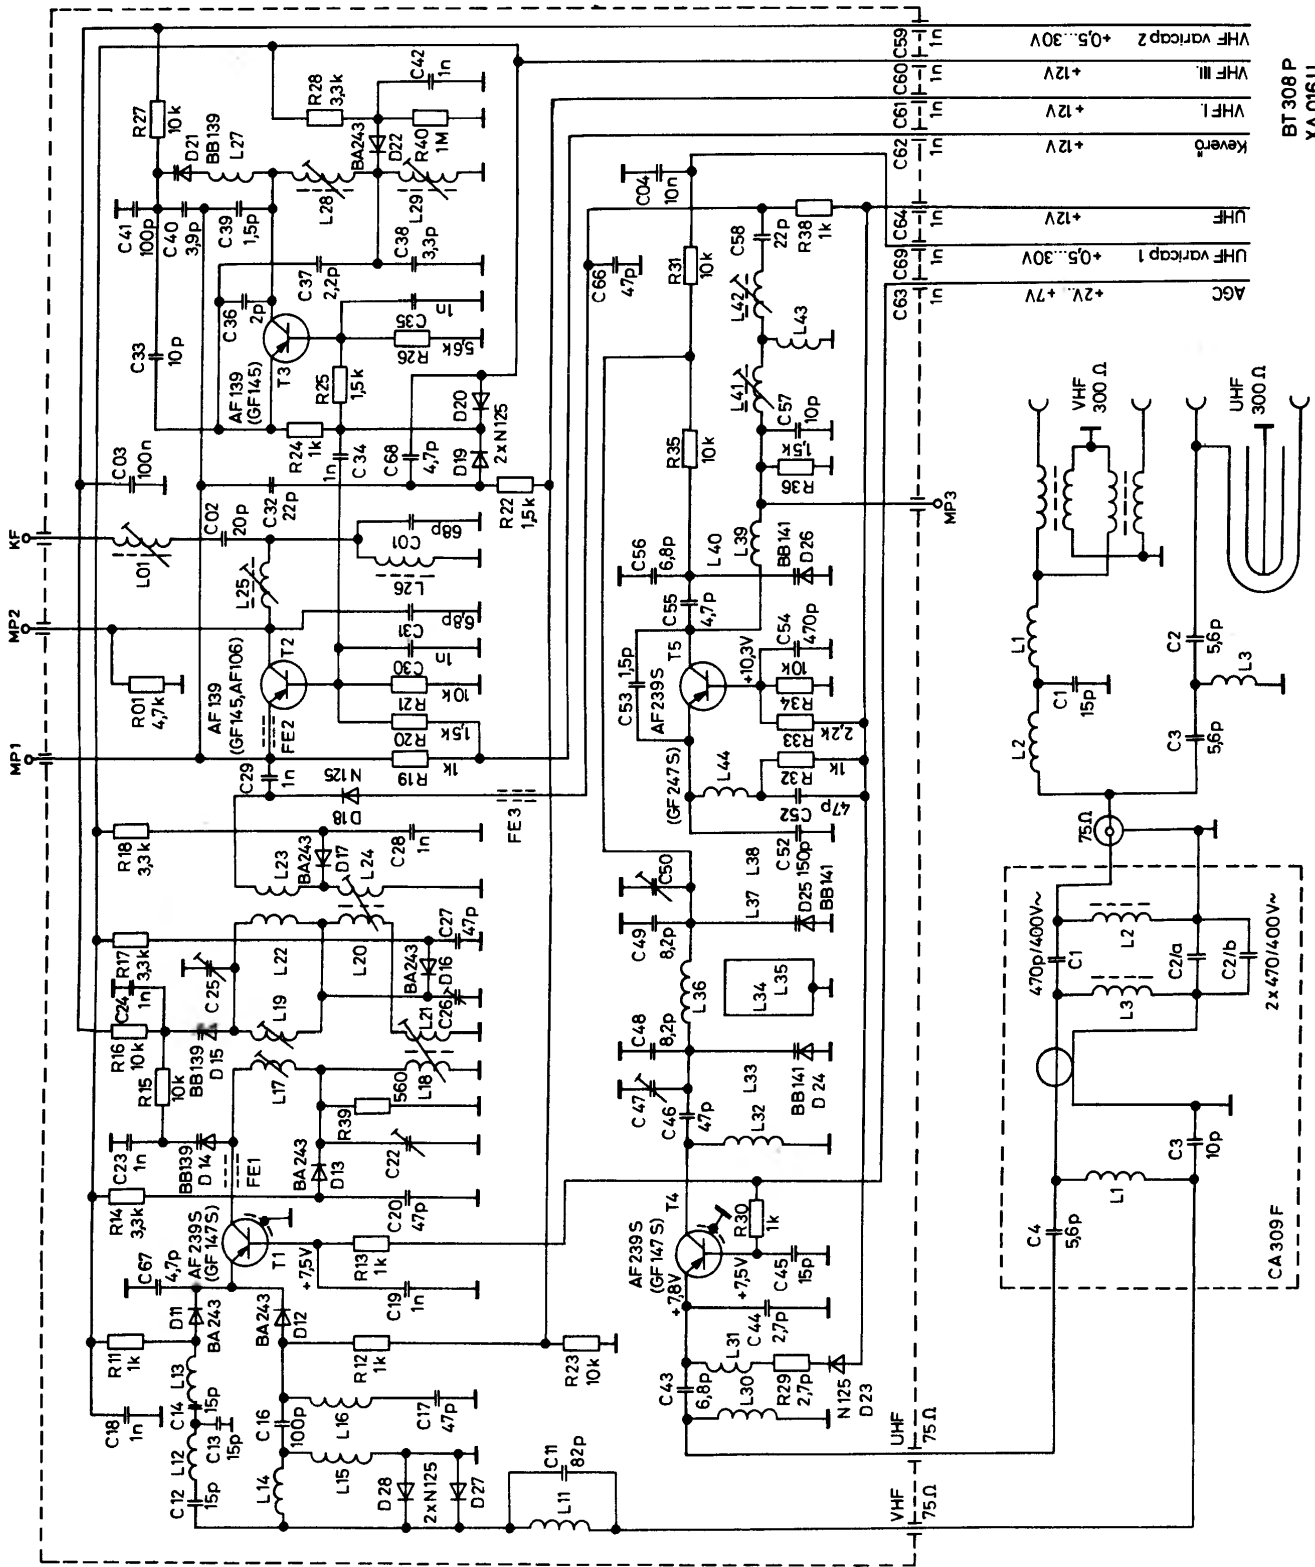 KF
MP2
MP1
C59
1n
+0,5...30V
VHF varicap 2
C60
1n
+12V
VHF III.
C61
1n
+12V
VHF I.
C62
1n
+12V
Keverő
C64
1n
+12V
UHF
C69
1n
+0,5...30V
UHF varicap 1
C63
1n
+2V...+7V
AGC
BT308P
C42
1n
R28
3,3k
R27
10k
D21
BB139
L27
BA243
D22
R40
1M
L28
L29
C41
100p
C40
3,9p
C39
1,5p
C38
3,3p
C37
2,2p
C36
2p
C35
1n
R26
5,6k
C33
10p
T3
AF139
(GF145)
R25
1,5k
R24
1k
C34
1n
C68
4,7p
D20
D19
2xN125
R22
1,5k
C03
100n
C32
22p
C02
20p
L01
C01
68p
L26
L25
C31
6,8p
C30
1n
R21
10k
R20
1,5k
R19
1k
T2
AF139
(GF145,AF106)
FE2
R01
4,7k
C29
1n
N125
D18
FE3
R18
3,3k
L23
BA243
D17
L24
C28
1n
R17
3,3k
L22
L20
BA243
D16
C27
47p
C25
C24
1n
R16
10k
L19
L21
C26
BB139
D15
R15
10k
L17
560
L18
R39
C23
1n
BB139
D14
FE1
BA243
D13
C22
R14
3,3k
C20
47p
C67
4,7p
AF239S
(GF147S)
T1
+7,5V
R13
1k
C19
1n
D11
BA243
BA243
D12
R11
1k
R12
1k
R23
10k
L13
C14
15p
C18
1n
C13
15p
L12
C12
15p
C16
100p
L16
C17
47p
L14
L15
D28
2xN125
D27
C11
82p
L11
C04
10n
C66
47p
R31
10k
C58
22p
R38
1k
L42
L43
L41
C57
10p
R35
10k
1,5k
R36
MP3
L39
L40
C56
6,8p
BB141
D26
C55
4,7p
C53
1,5p
AF239S
(GF247S)
T5
+10,3V
C54
470p
10k
R34
R33
2,2k
R32
1k
L44
C52
47p
C52
150p
C50
L38
L37
D25
BB141
C49
8,2p
L36
L34
L35
C48
8,2p
C47
C46
47p
L33
L32
BB141
D24
AF239S
(GF147S)
T4
+7,8V
+7,5V
R30
1k
C45
15p
C44
2,7p
L31
R29
2,7p
N125
D23
C43
6,8p
L30
UHF
75Ω
VHF
75Ω
VHF
300 Ω
UHF
300 Ω
L1
C1
15p
L2
C2
5,6p
L3
C3
5,6p
75Ω
470p/400V~
C1
L2
L3
C2/a
C2/b
2x470/400V~
C3
10p
L1
C4
5,6p
CA309F